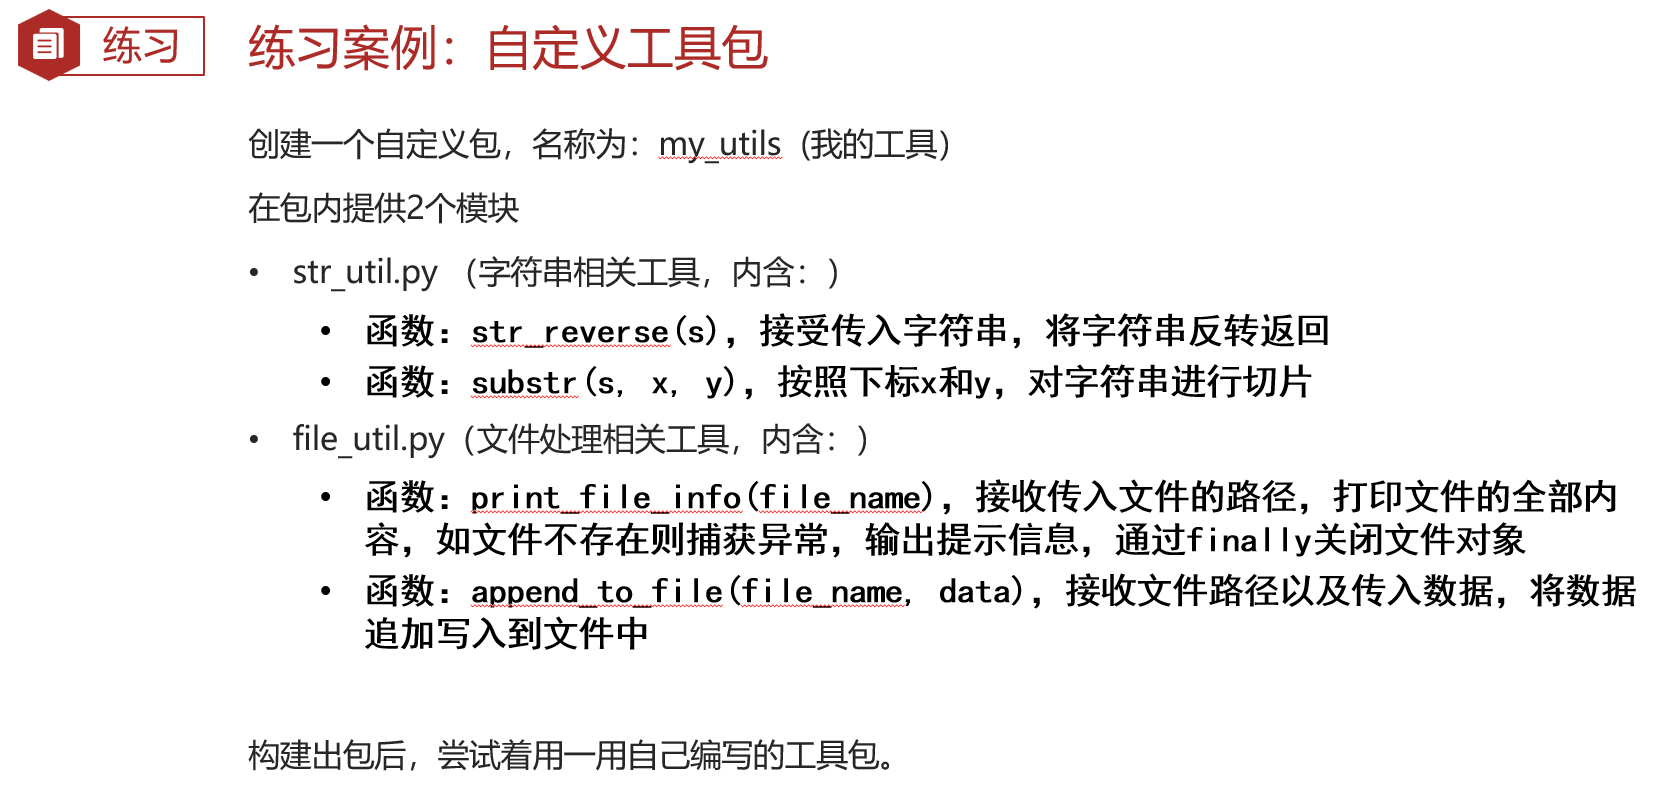 练习
练习案例：自定义工具包
创建一个自定义包，名称为：my_utils（我的工具）
在包内提供2个模块
• str_util.py （字符串相关工具，内含：）
• 函数：str_reverse(s)，接受传入字符串，将字符串反转返回
• 函数：substr(s, x, y)，按照下标x和y，对字符串进行切片
• file_util.py（文件处理相关工具，内含：）
• 函数：print_file_info(file_name)，接收传入文件的路径，打印文件的全部内
容，如文件不存在则捕获异常，输出提示信息，通过finally关闭文件对象
• 函数：append_to_file(file_name, data)，接收文件路径以及传入数据，将数据
追加写入到文件中
构建出包后，尝试着用一用自己编写的工具包。